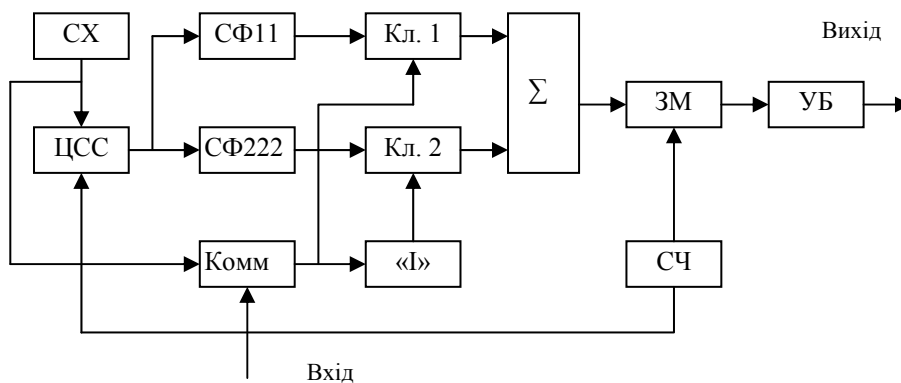 СХ
СФ11
Кл. 1
Вихід
∑
ЗМ
УБ
ЦСС
СФ222
Кл. 2
Комм
«І»
СЧ
Вхід